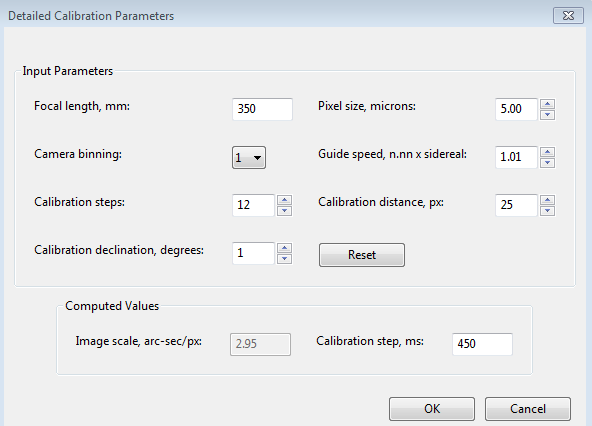 Detailed Calibration Parameters
Input Parameters
Focal length, mm: 350 Pixel size, microns: 5.00
Camera binning: 1 Guide speed, n.nn x sidereal: 1.01
Calibration steps: 12 Calibration distance, px: 25
Calibration declination, degrees: 1 Reset
Computed Values
Image scale, arc-sec/px: 2.95 Calibration step, ms: 450
OK Cancel